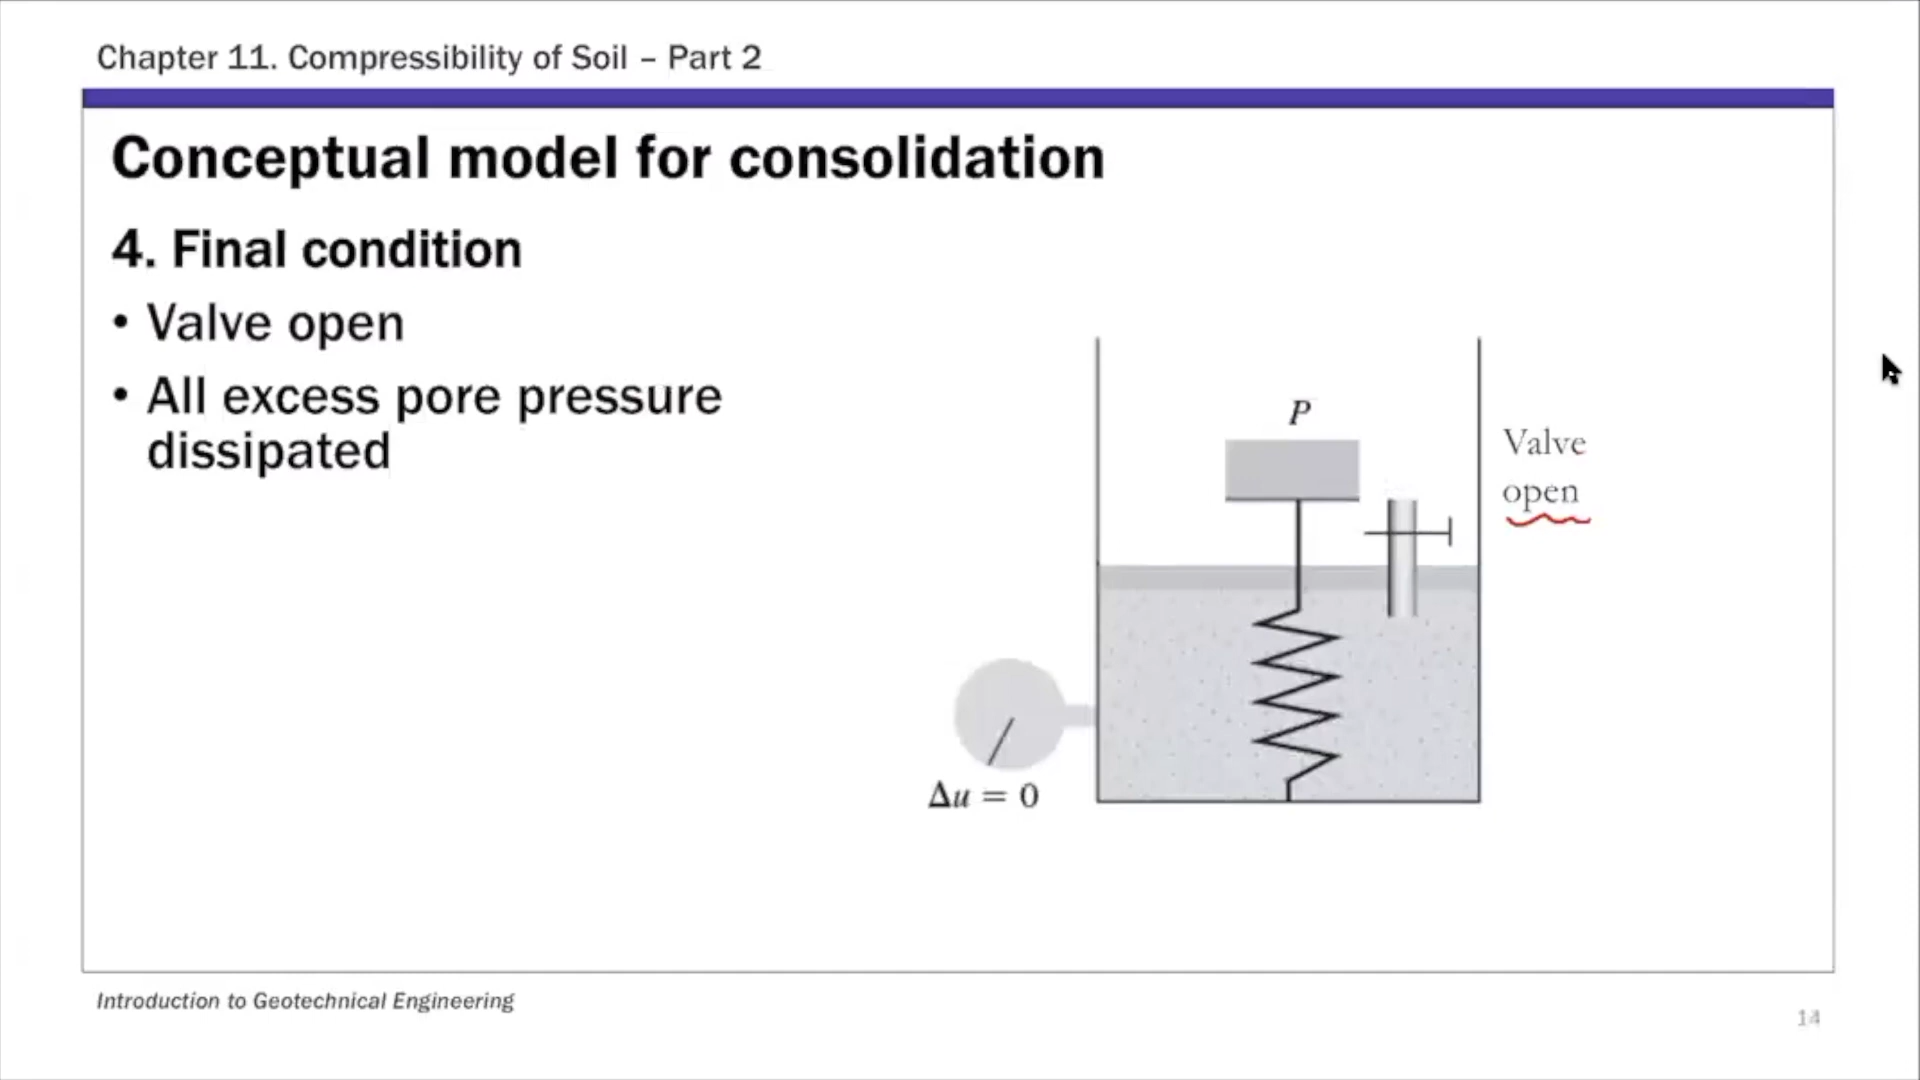 Chapter 11. Compressibility of Soil – Part 2
Conceptual model for consolidation
4. Final condition
• Valve open
• All excess pore pressure
dissipated
P
Valve
open
Δu = 0
Introduction to Geotechnical Engineering
14